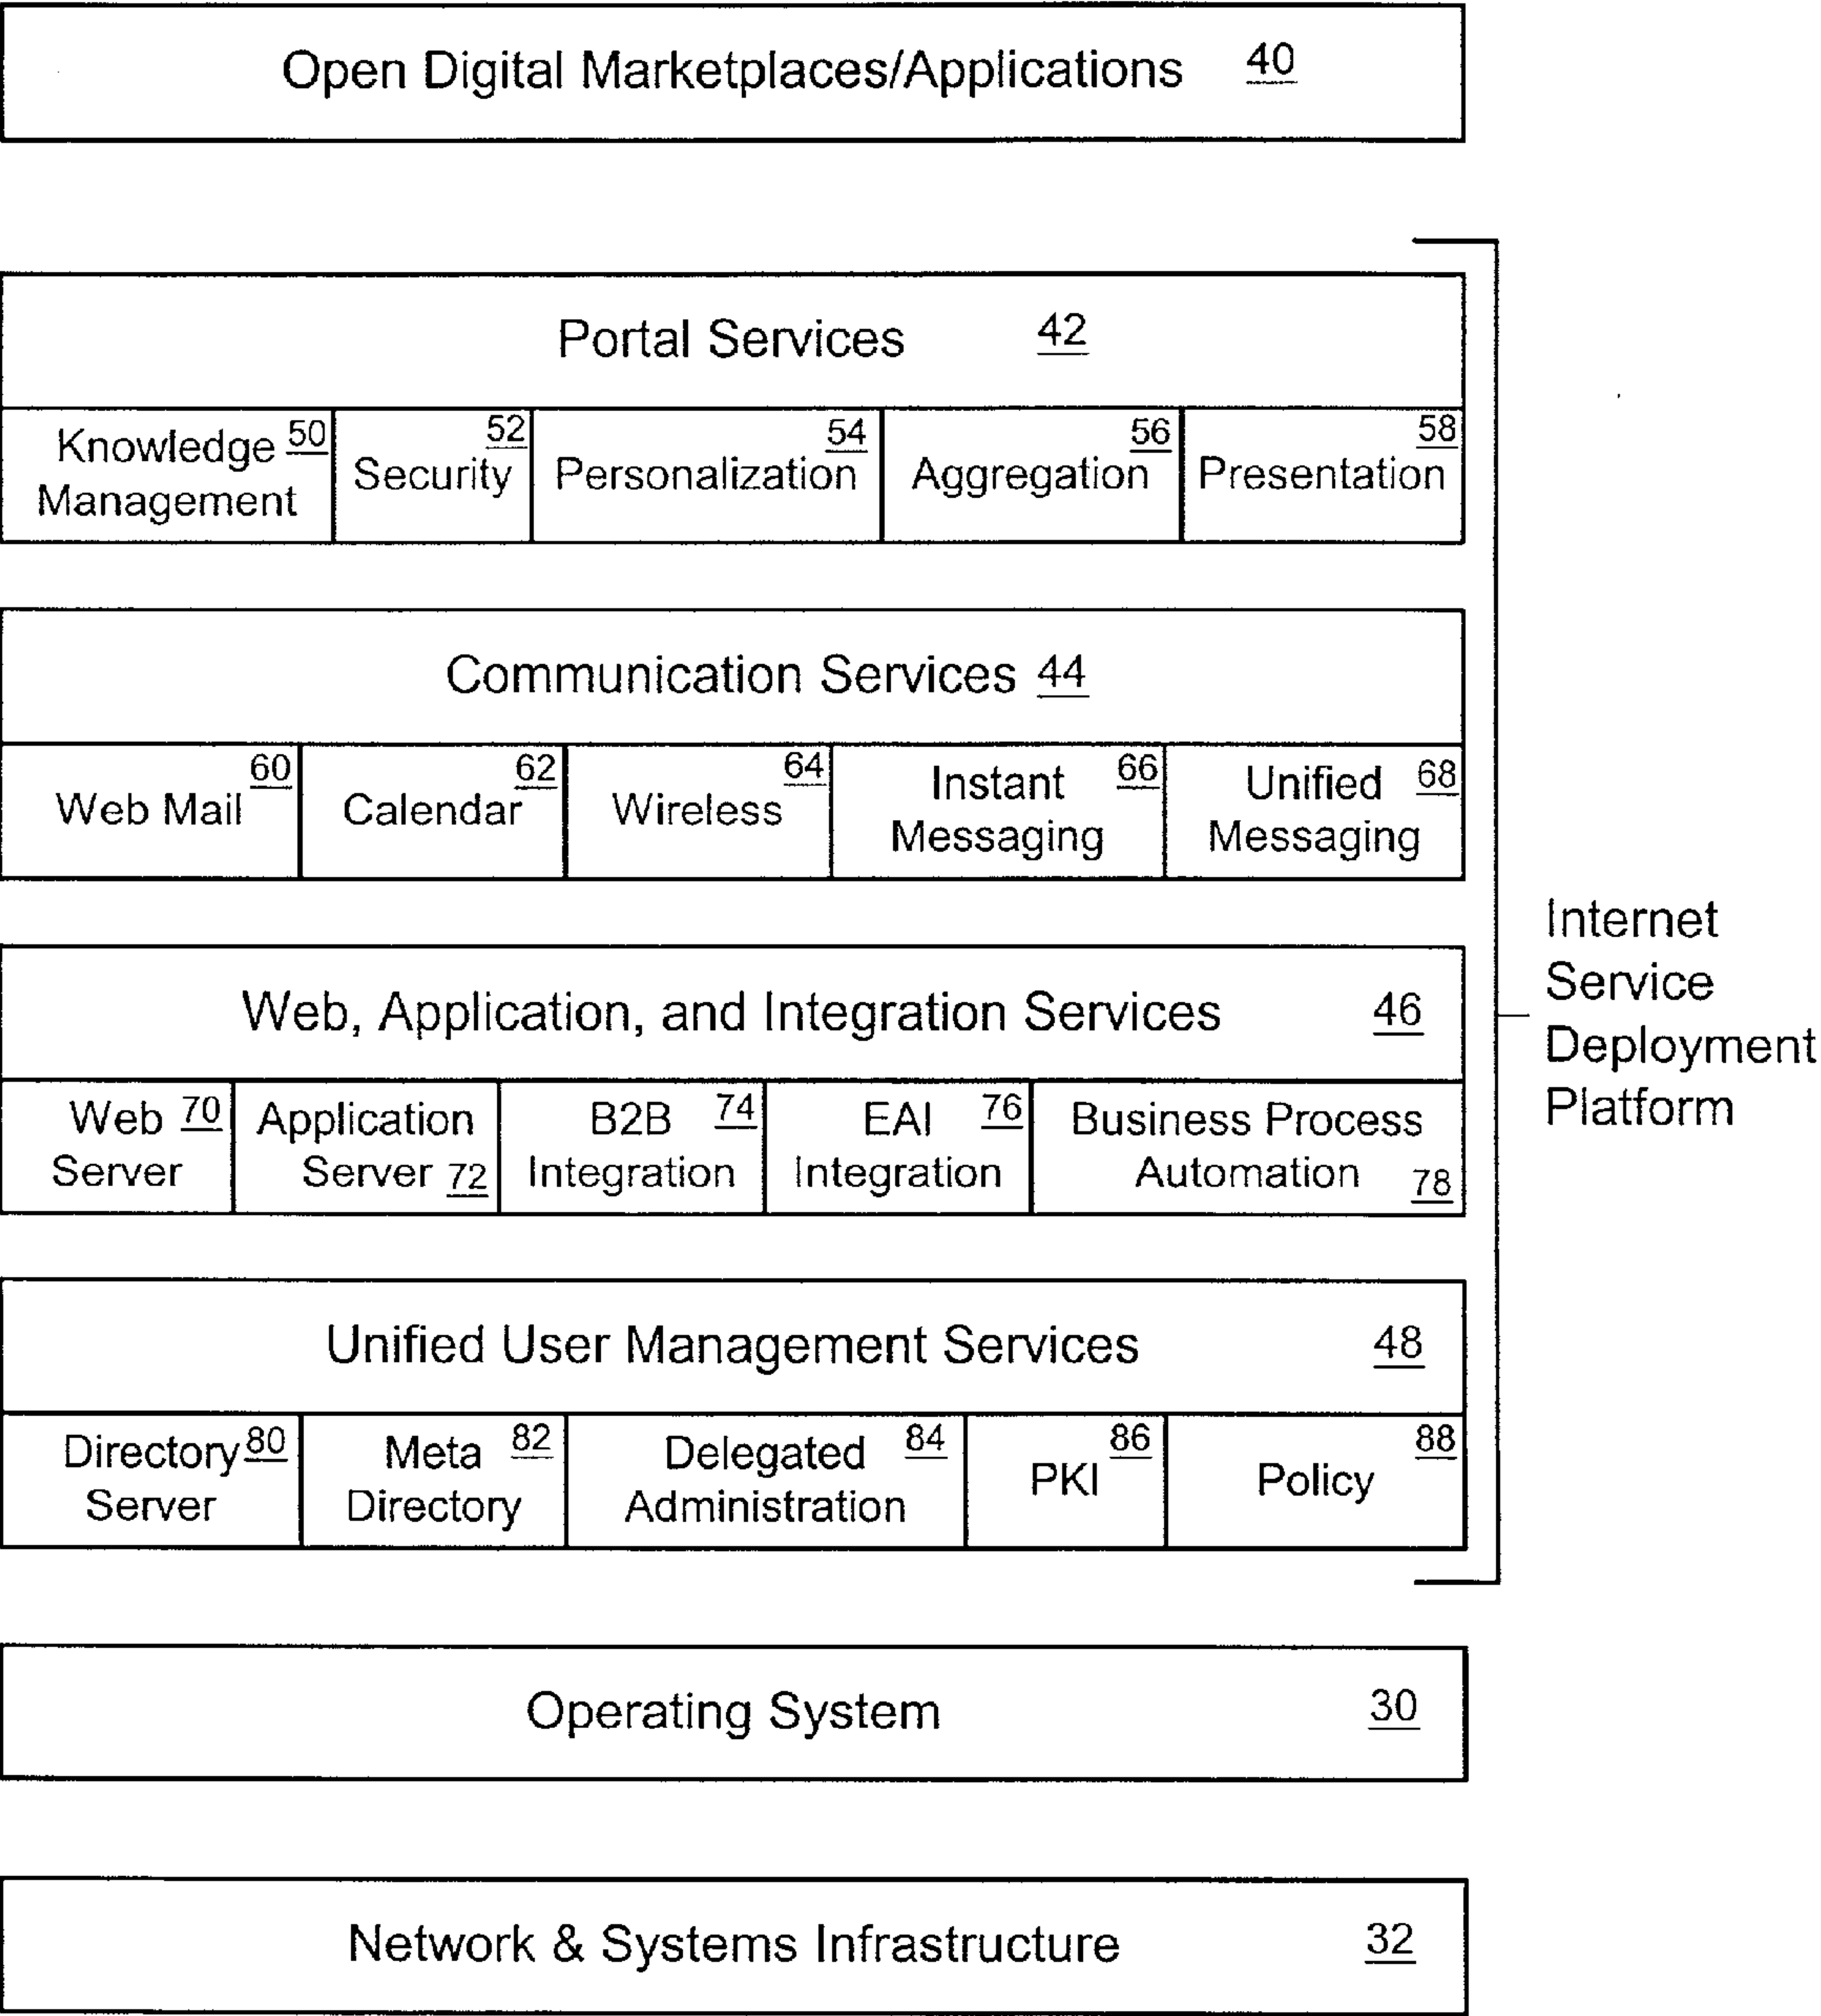 Open Digital Marketplaces/Applications 40
Portal Services 42
Knowledge 50
Management
Security 52
Personalization 54
Aggregation 56
Presentation 58
Communication Services 44
Web Mail 60
Calendar 62
Wireless 64
Instant 66
Messaging
Unified 68
Messaging
Web, Application, and Integration Services 46
Web 70
Server
Application
Server 72
B2B 74
Integration
EAI 76
Integration
Business Process
Automation 78
Unified User Management Services 48
Directory 80
Server
Meta 82
Directory
Delegated 84
Administration
PKI 86
Policy 88
Internet
Service
Deployment
Platform
Operating System 30
Network & Systems Infrastructure 32